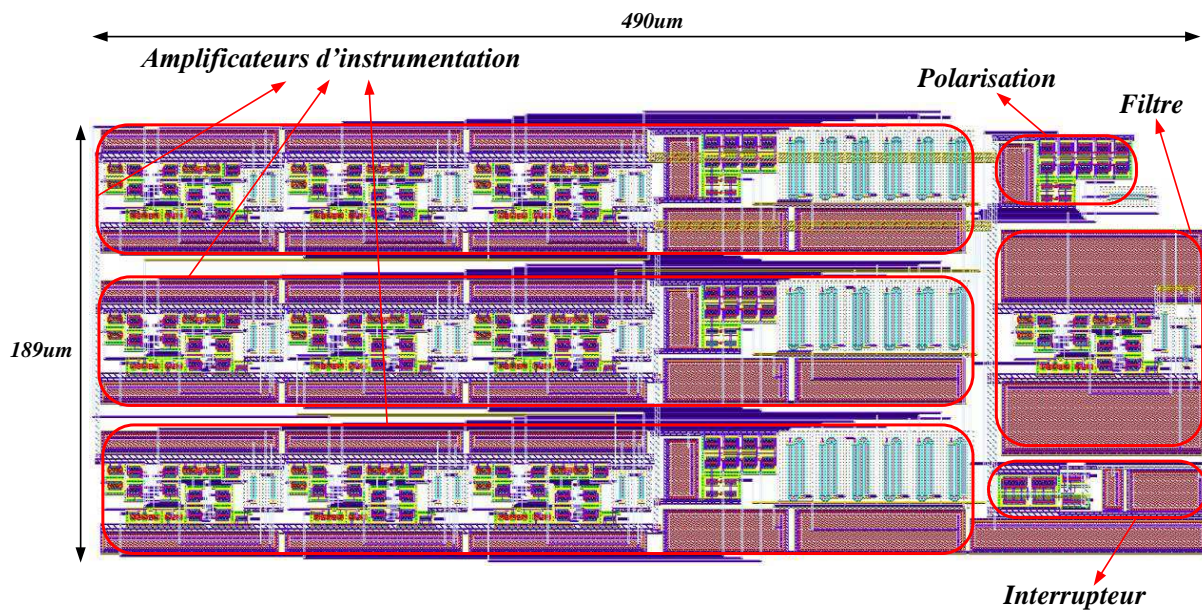 490um
Amplificateurs d'instrumentation
Polarisation
Filtre
189um
Interrupteur